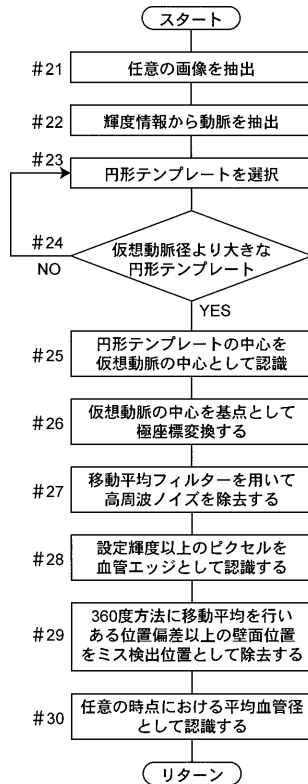 スタート
#21
任意の画像を抽出
#22
輝度情報から動脈を抽出
#23
円形テンプレートを選択
#24
仮想動脈径より大きな
円形テンプレート
NO
YES
#25
円形テンプレートの中心を
仮想動脈の中心として認識
#26
仮想動脈の中心を基点として
極座標変換する
#27
移動平均フィルターを用いて
高周波ノイズを除去する
#28
設定輝度以上のピクセルを
血管エッジとして認識する
#29
360度方法に移動平均を行い
ある位置偏差以上の壁面位置
をミス検出位置として除去する
#30
任意の時点における平均血管径
として認識する
リターン